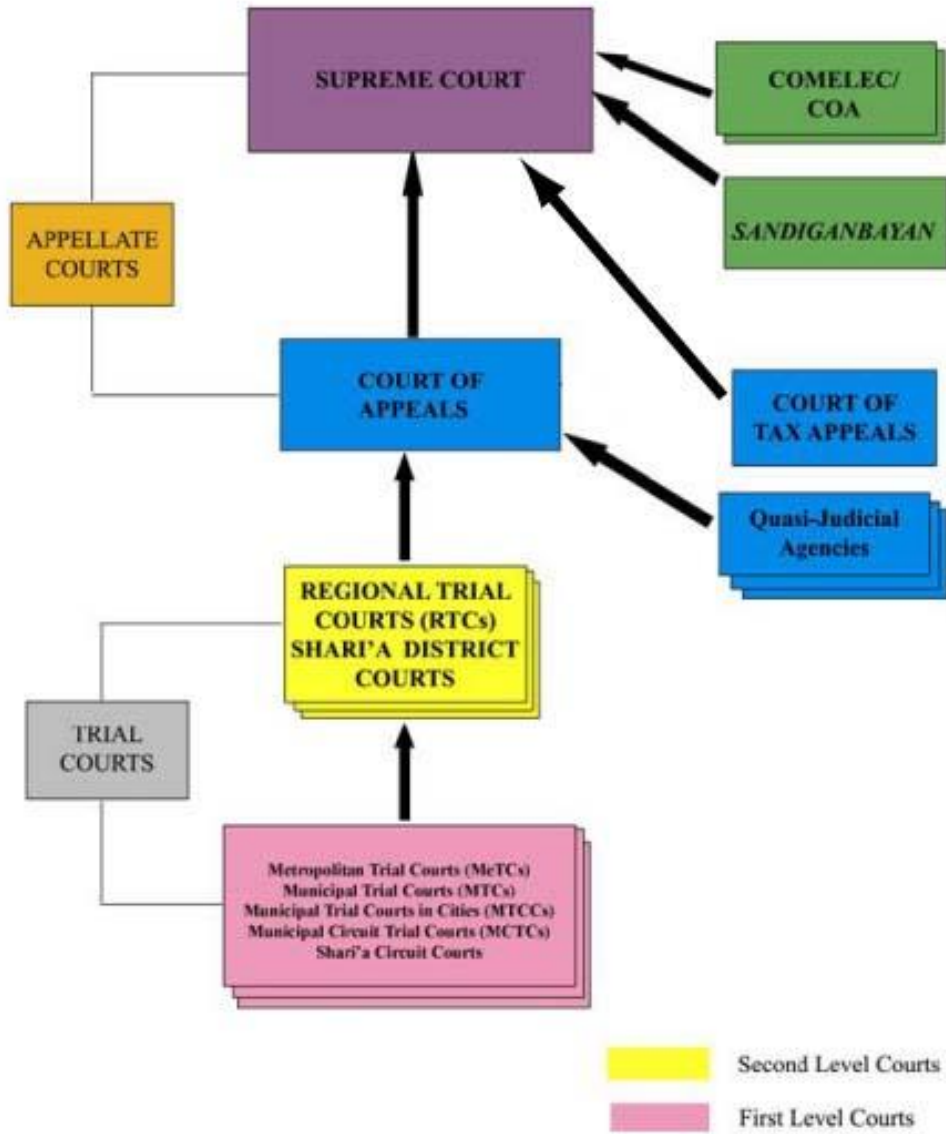 SUPREME COURT
COMELEC/
COA
SANDIGANBAYAN
APPELLATE
COURTS
COURT OF
APPEALS
COURT OF
TAX APPEALS
Quasi-Judicial
Agencies
REGIONAL TRIAL
COURTS (RTCs)
SHARI'A DISTRICT
COURTS
TRIAL
COURTS
Metropolitan Trial Courts (MeTCs)
Municipal Trial Courts (MTCs)
Municipal Trial Courts in Cities (MTCCs)
Municipal Circuit Trial Courts (MCTCs)
Shari'a Circuit Courts
Second Level Courts
First Level Courts